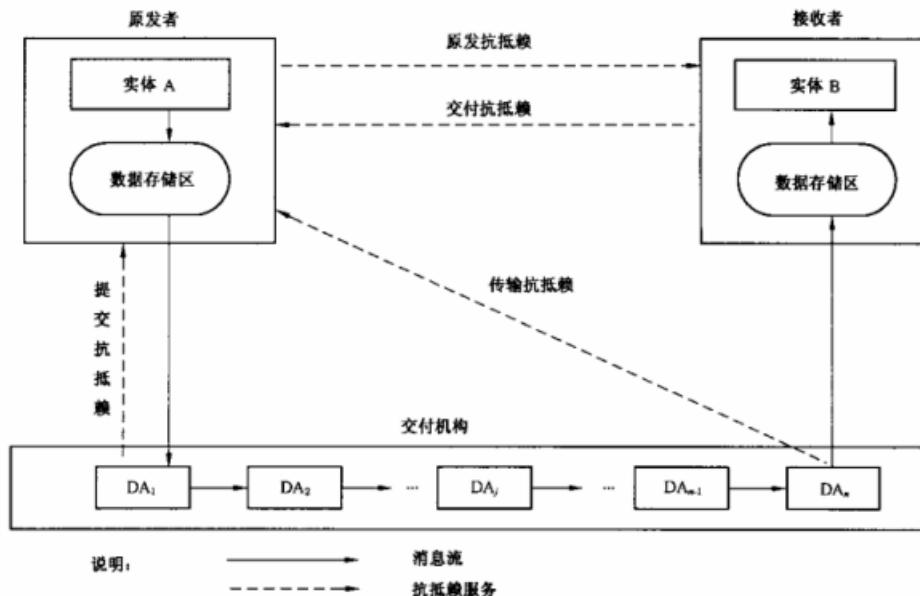 原发者
接收者
实体 A
原发抗抵赖
实体 B
交付抗抵赖
数据存储区
数据存储区
提交抗抵赖
传输抗抵赖
交付机构
DA₁
DA₂
…
DAⱼ
…
DAₙ₋₁
DAₙ
说明:
消息流
抗抵赖服务